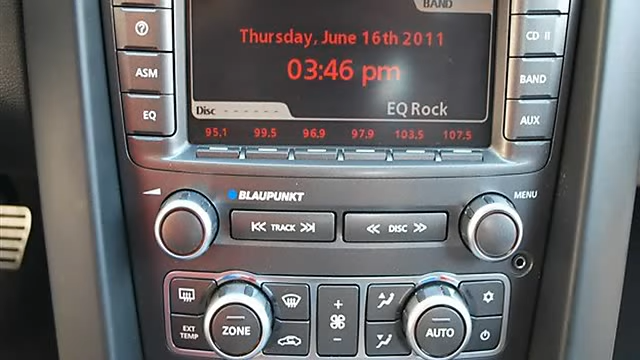 BAND
Thursday, June 16th 2011
03:46 pm
Disc - - - - - - EQ Rock
95.1 99.5 96.9 97.9 103.5 107.5
?
ASM
EQ
CD II
BAND
AUX
BLAUPUNKT
MENU
TRACK
DISC
EXT
TEMP
ZONE
+
-
AUTO